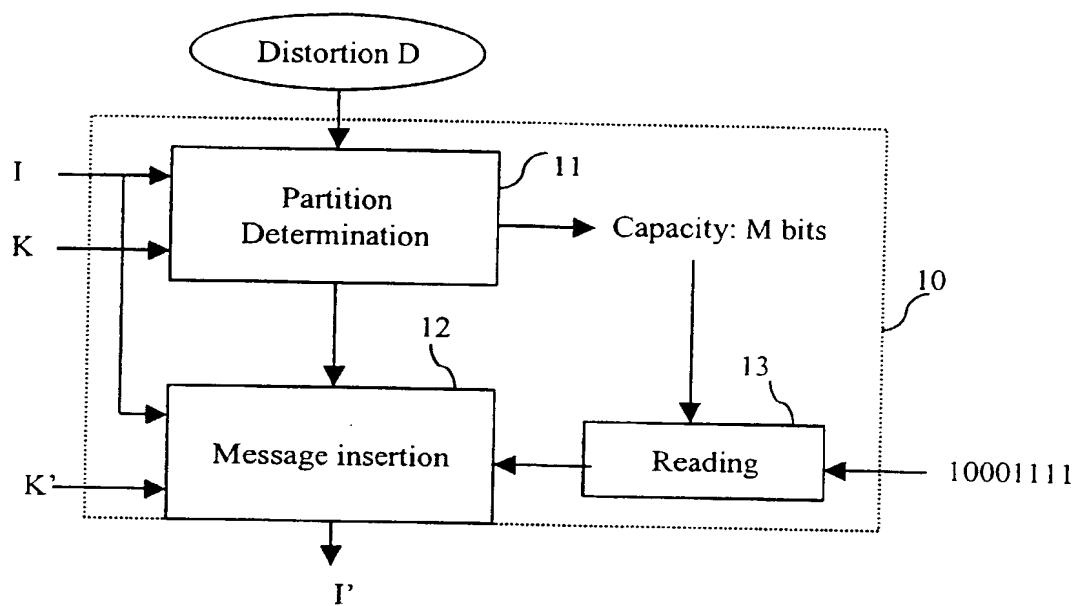 Distortion D
I
11
Partition
Determination
K
Capacity: M bits
10
12
13
Message insertion
Reading
10001111
K'
I'